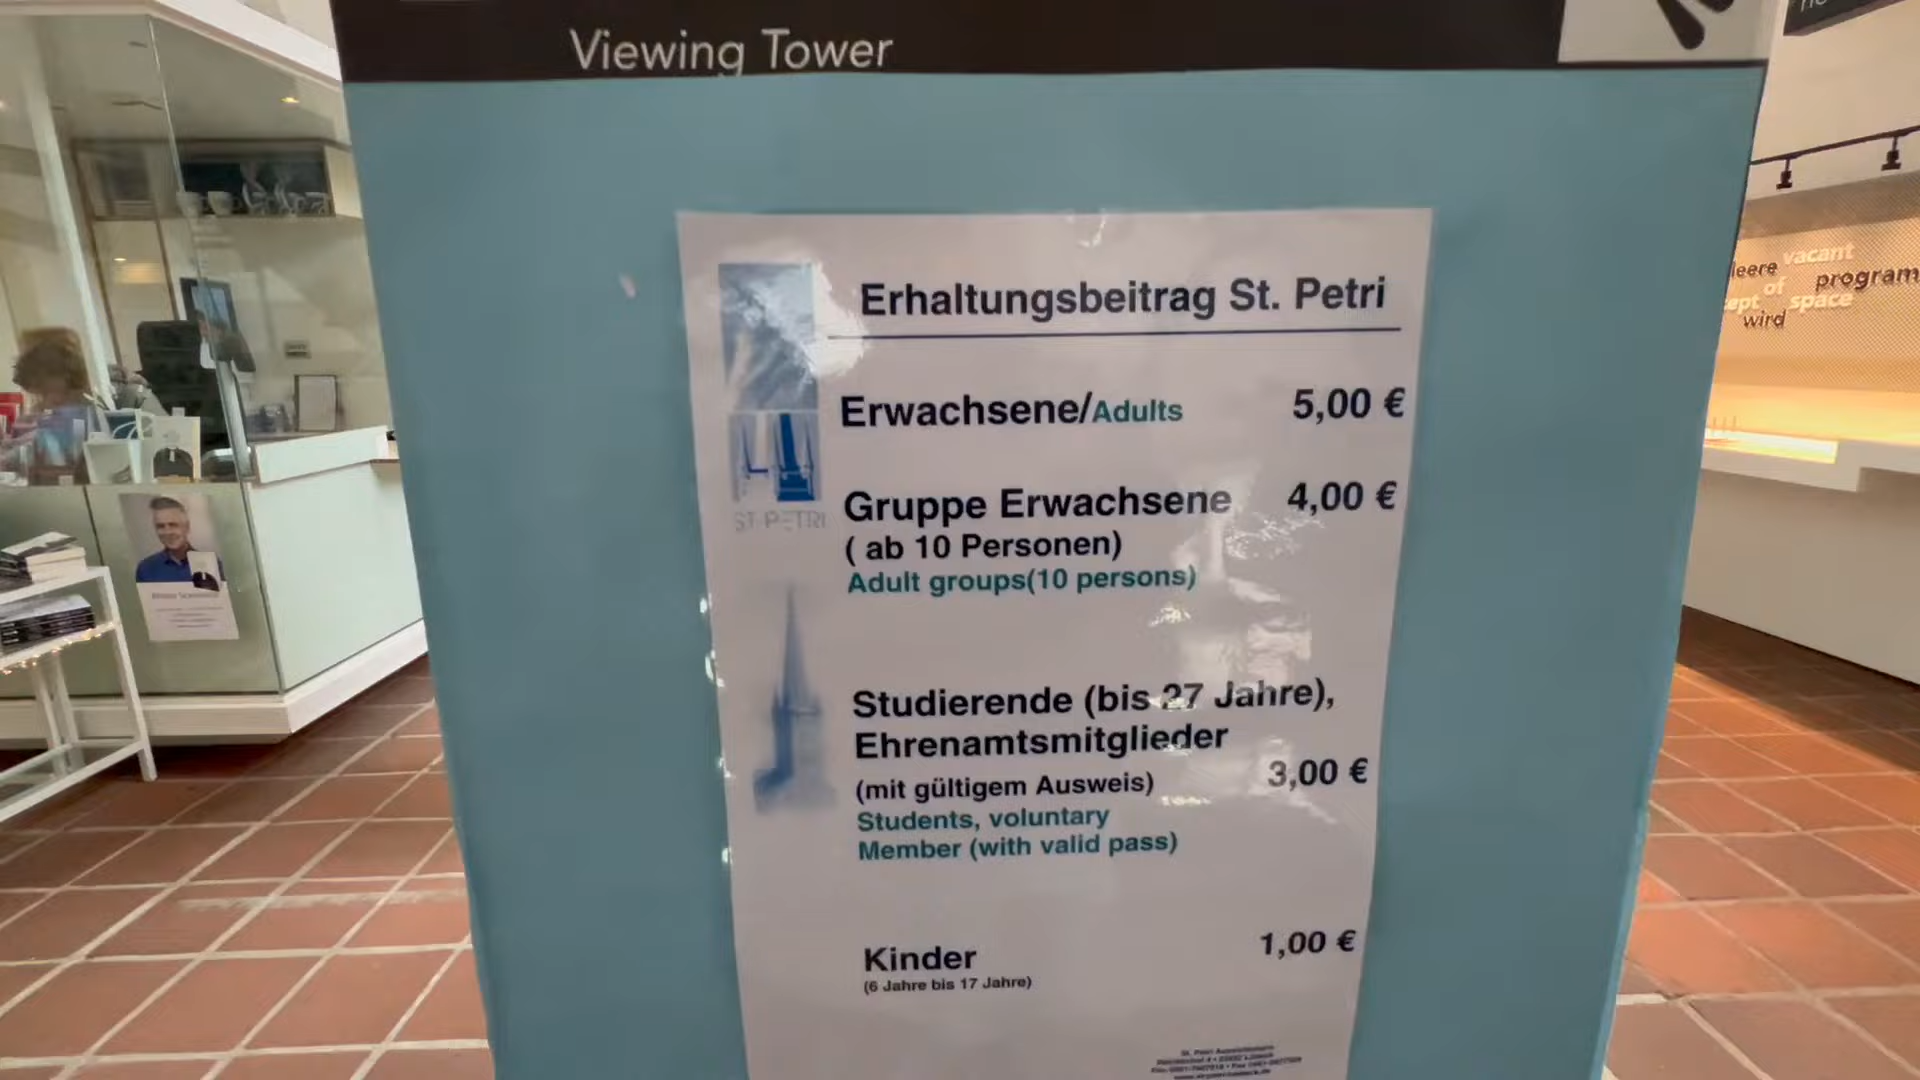 Viewing Tower
Erhaltungsbeitrag St. Petri
Erwachsene/Adults 5,00 €
ST PETRI
Gruppe Erwachsene 4,00 €
( ab 10 Personen)
Adult groups(10 persons)
Studierende (bis 27 Jahre),
Ehrenamtsmitglieder
(mit gültigem Ausweis) 3,00 €
Students, voluntary
Member (with valid pass)
Kinder 1,00 €
(6 Jahre bis 17 Jahre)
leere vacant
of program
space
wird